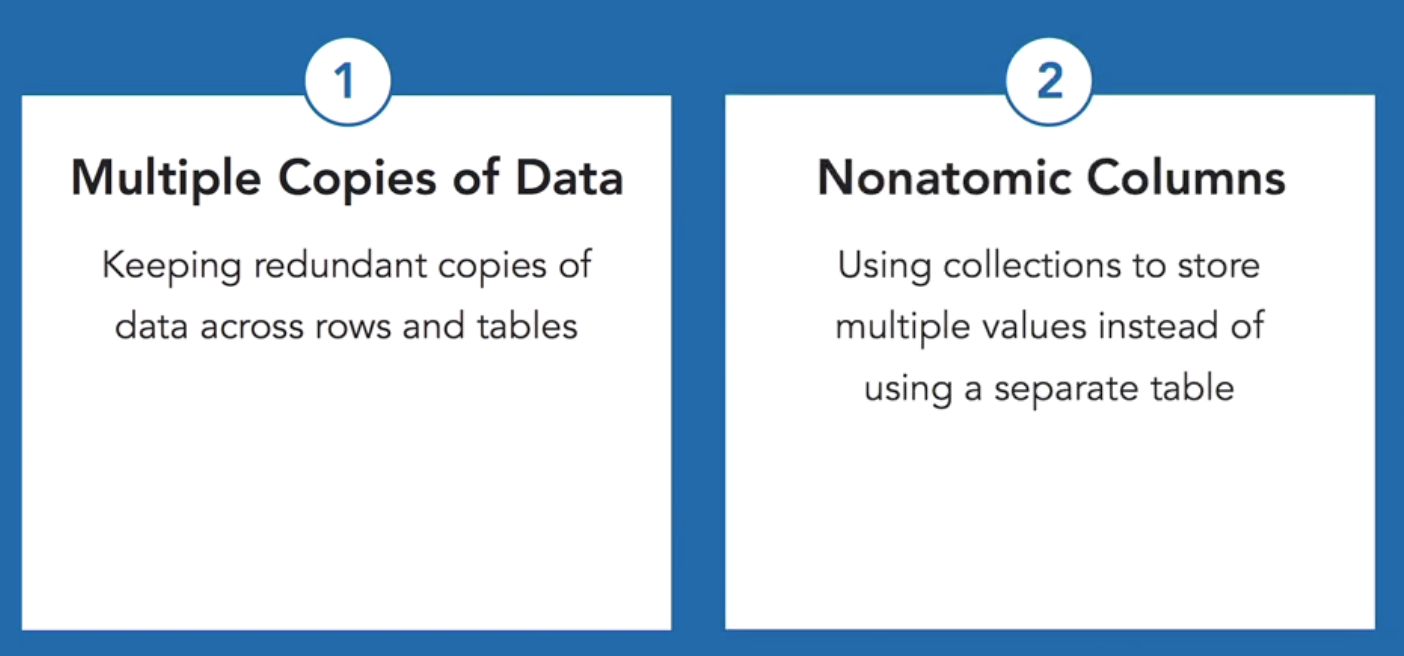 1
Multiple Copies of Data
Keeping redundant copies of
data across rows and tables
2
Nonatomic Columns
Using collections to store
multiple values instead of
using a separate table